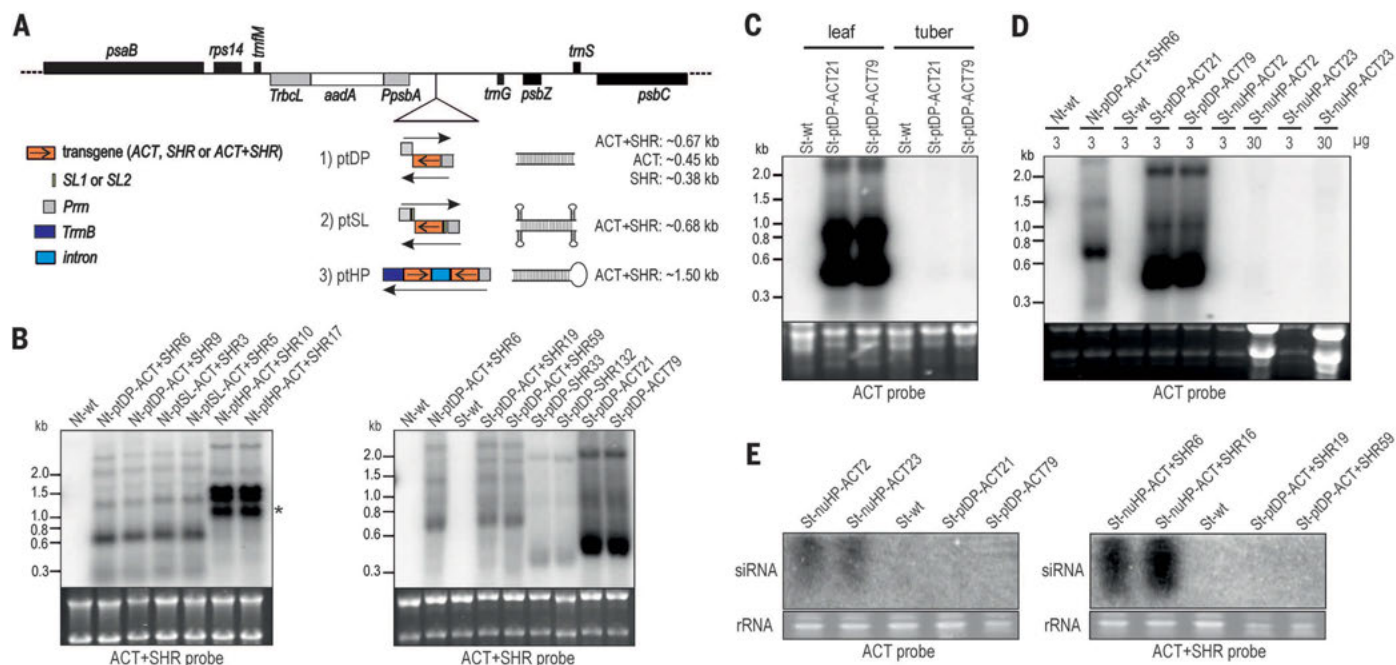 A
psaB
rps14
trnfM
TrbcL
aadA
PpsbA
trnG
psbZ
trnS
psbC
transgene (ACT, SHR or ACT+SHR)
SL1 or SL2
Prrn
TrrnB
intron
1) ptDP
ACT+SHR: ~0.67 kb
ACT: ~0.45 kb
SHR: ~0.38 kb
2) ptSL
ACT+SHR: ~0.68 kb
3) ptHP
ACT+SHR: ~1.50 kb
B
Nt-wt
Nt-ptDP-ACT+SHR6
Nt-ptDP-ACT+SHR9
Nt-ptSL-ACT+SHR3
Nt-ptSL-ACT+SHR5
Nt-ptHP-ACT+SHR10
Nt-ptHP-ACT+SHR17
kb
2.0
1.5
1.0
0.8
0.6
0.3
*
ACT+SHR probe
Nt-wt
Nt-ptDP-ACT+SHR6
St-wt
St-ptDP-ACT+SHR19
St-ptDP-ACT+SHR59
St-ptDP-SHR33
St-ptDP-SHR132
St-ptDP-ACT21
St-ptDP-ACT79
kb
2.0
1.5
1.0
0.6
0.3
ACT+SHR probe
C
leaf
tuber
St-wt
St-ptDP-ACT21
St-ptDP-ACT79
St-wt
St-ptDP-ACT21
St-ptDP-ACT79
kb
2.0
1.0
0.8
0.6
0.3
ACT probe
D
Nt-wt
Nt-ptDP-ACT+SHR6
St-wt
St-ptDP-ACT21
St-ptDP-ACT79
St-nuHP-ACT2
St-nuHP-ACT2
St-nuHP-ACT23
St-nuHP-ACT23
kb
3 3 3 3 3 3 30 3 30 µg
2.0
1.0
0.8
0.6
0.3
ACT probe
E
St-nuHP-ACT2
St-nuHP-ACT23
St-wt
St-ptDP-ACT21
St-ptDP-ACT79
siRNA
rRNA
ACT probe
St-nuHP-ACT+SHR6
St-nuHP-ACT+SHR16
St-wt
St-ptDP-ACT+SHR19
St-ptDP-ACT+SHR59
siRNA
rRNA
ACT+SHR probe